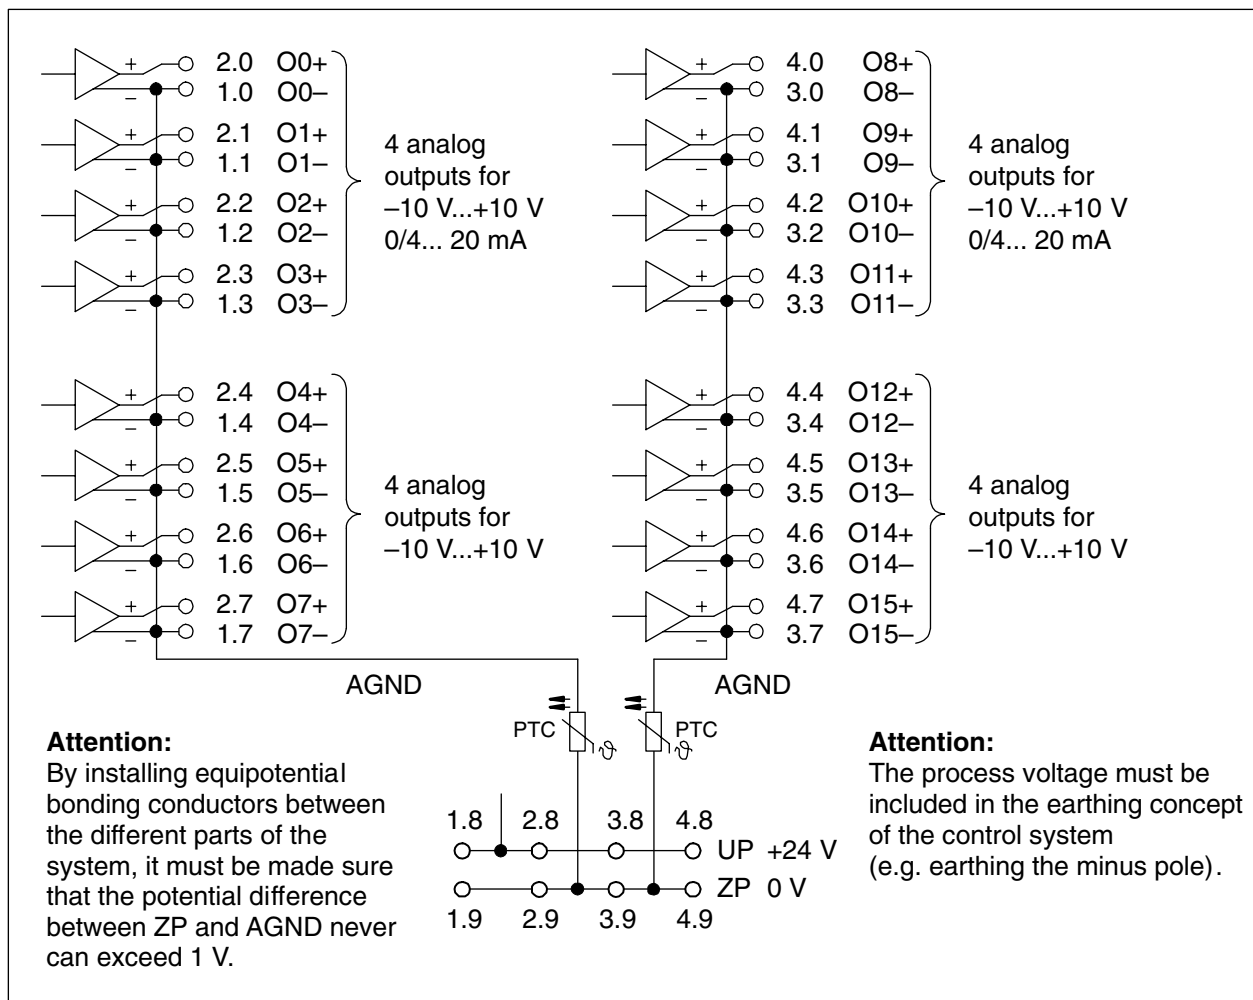 + 2.0 O0+
– 1.0 O0–
+ 2.1 O1+
– 1.1 O1–
+ 2.2 O2+
– 1.2 O2–
+ 2.3 O3+
– 1.3 O3–
4 analog
outputs for
–10 V...+10 V
0/4... 20 mA
+ 2.4 O4+
– 1.4 O4–
+ 2.5 O5+
– 1.5 O5–
+ 2.6 O6+
– 1.6 O6–
+ 2.7 O7+
– 1.7 O7–
4 analog
outputs for
–10 V...+10 V
+ 4.0 O8+
– 3.0 O8–
+ 4.1 O9+
– 3.1 O9–
+ 4.2 O10+
– 3.2 O10–
+ 4.3 O11+
– 3.3 O11–
4 analog
outputs for
–10 V...+10 V
0/4... 20 mA
+ 4.4 O12+
– 3.4 O12–
+ 4.5 O13+
– 3.5 O13–
+ 4.6 O14+
– 3.6 O14–
+ 4.7 O15+
– 3.7 O15–
4 analog
outputs for
–10 V...+10 V
AGND AGND
PTC ϑ PTC ϑ
Attention:
By installing equipotential
bonding conductors between
the different parts of the
system, it must be made sure
that the potential difference
between ZP and AGND never
can exceed 1 V.
1.8 2.8 3.8 4.8
UP +24 V
ZP 0 V
1.9 2.9 3.9 4.9
Attention:
The process voltage must be
included in the earthing concept
of the control system
(e.g. earthing the minus pole).